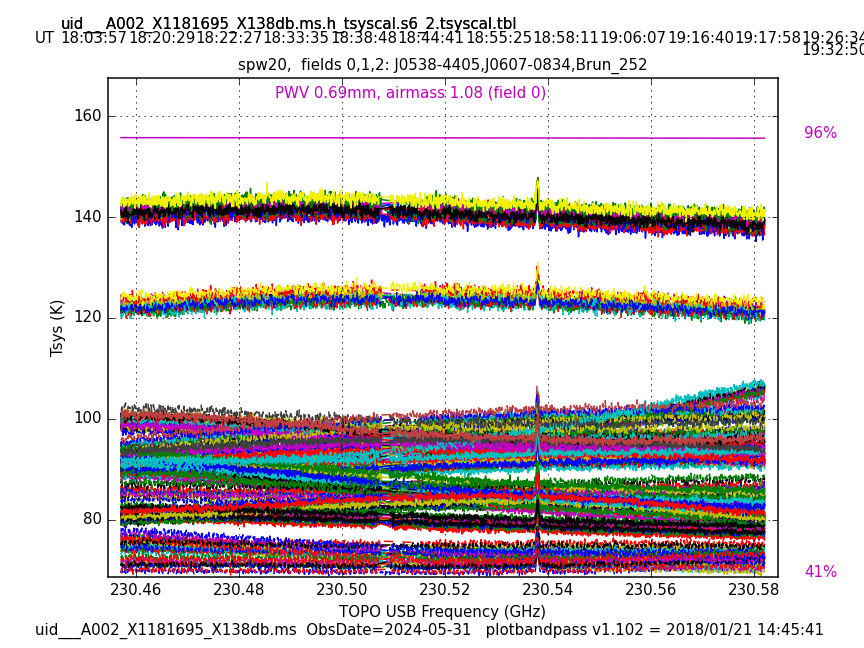 uid___A002_X1181695_X138db.ms.h_tsyscal.s6_2.tsyscal.tbl
UT 18:03:57 18:20:29 18:22:27 18:33:35 18:38:48 18:44:41 18:55:25 18:58:11 19:06:07 19:16:40 19:17:58 19:26:34
19:32:50
spw20, fields 0,1,2: J0538-4405,J0607-0834,Brun_252
PWV 0.69mm, airmass 1.08 (field 0)
160
96%
140
120
Tsys (K)
100
80
41%
230.46 230.48 230.50 230.52 230.54 230.56 230.58
TOPO USB Frequency (GHz)
uid___A002_X1181695_X138db.ms ObsDate=2024-05-31 plotbandpass v1.102 = 2018/01/21 14:45:41